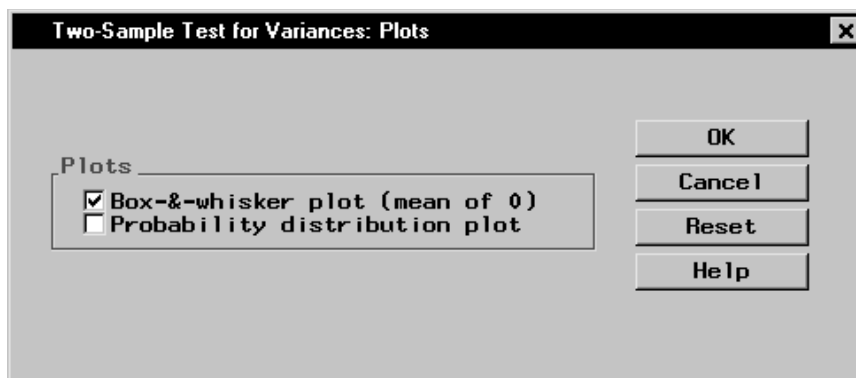 Two-Sample Test for Variances: Plots
Plots
Box-&-whisker plot (mean of 0)
Probability distribution plot
OK
Cancel
Reset
Help